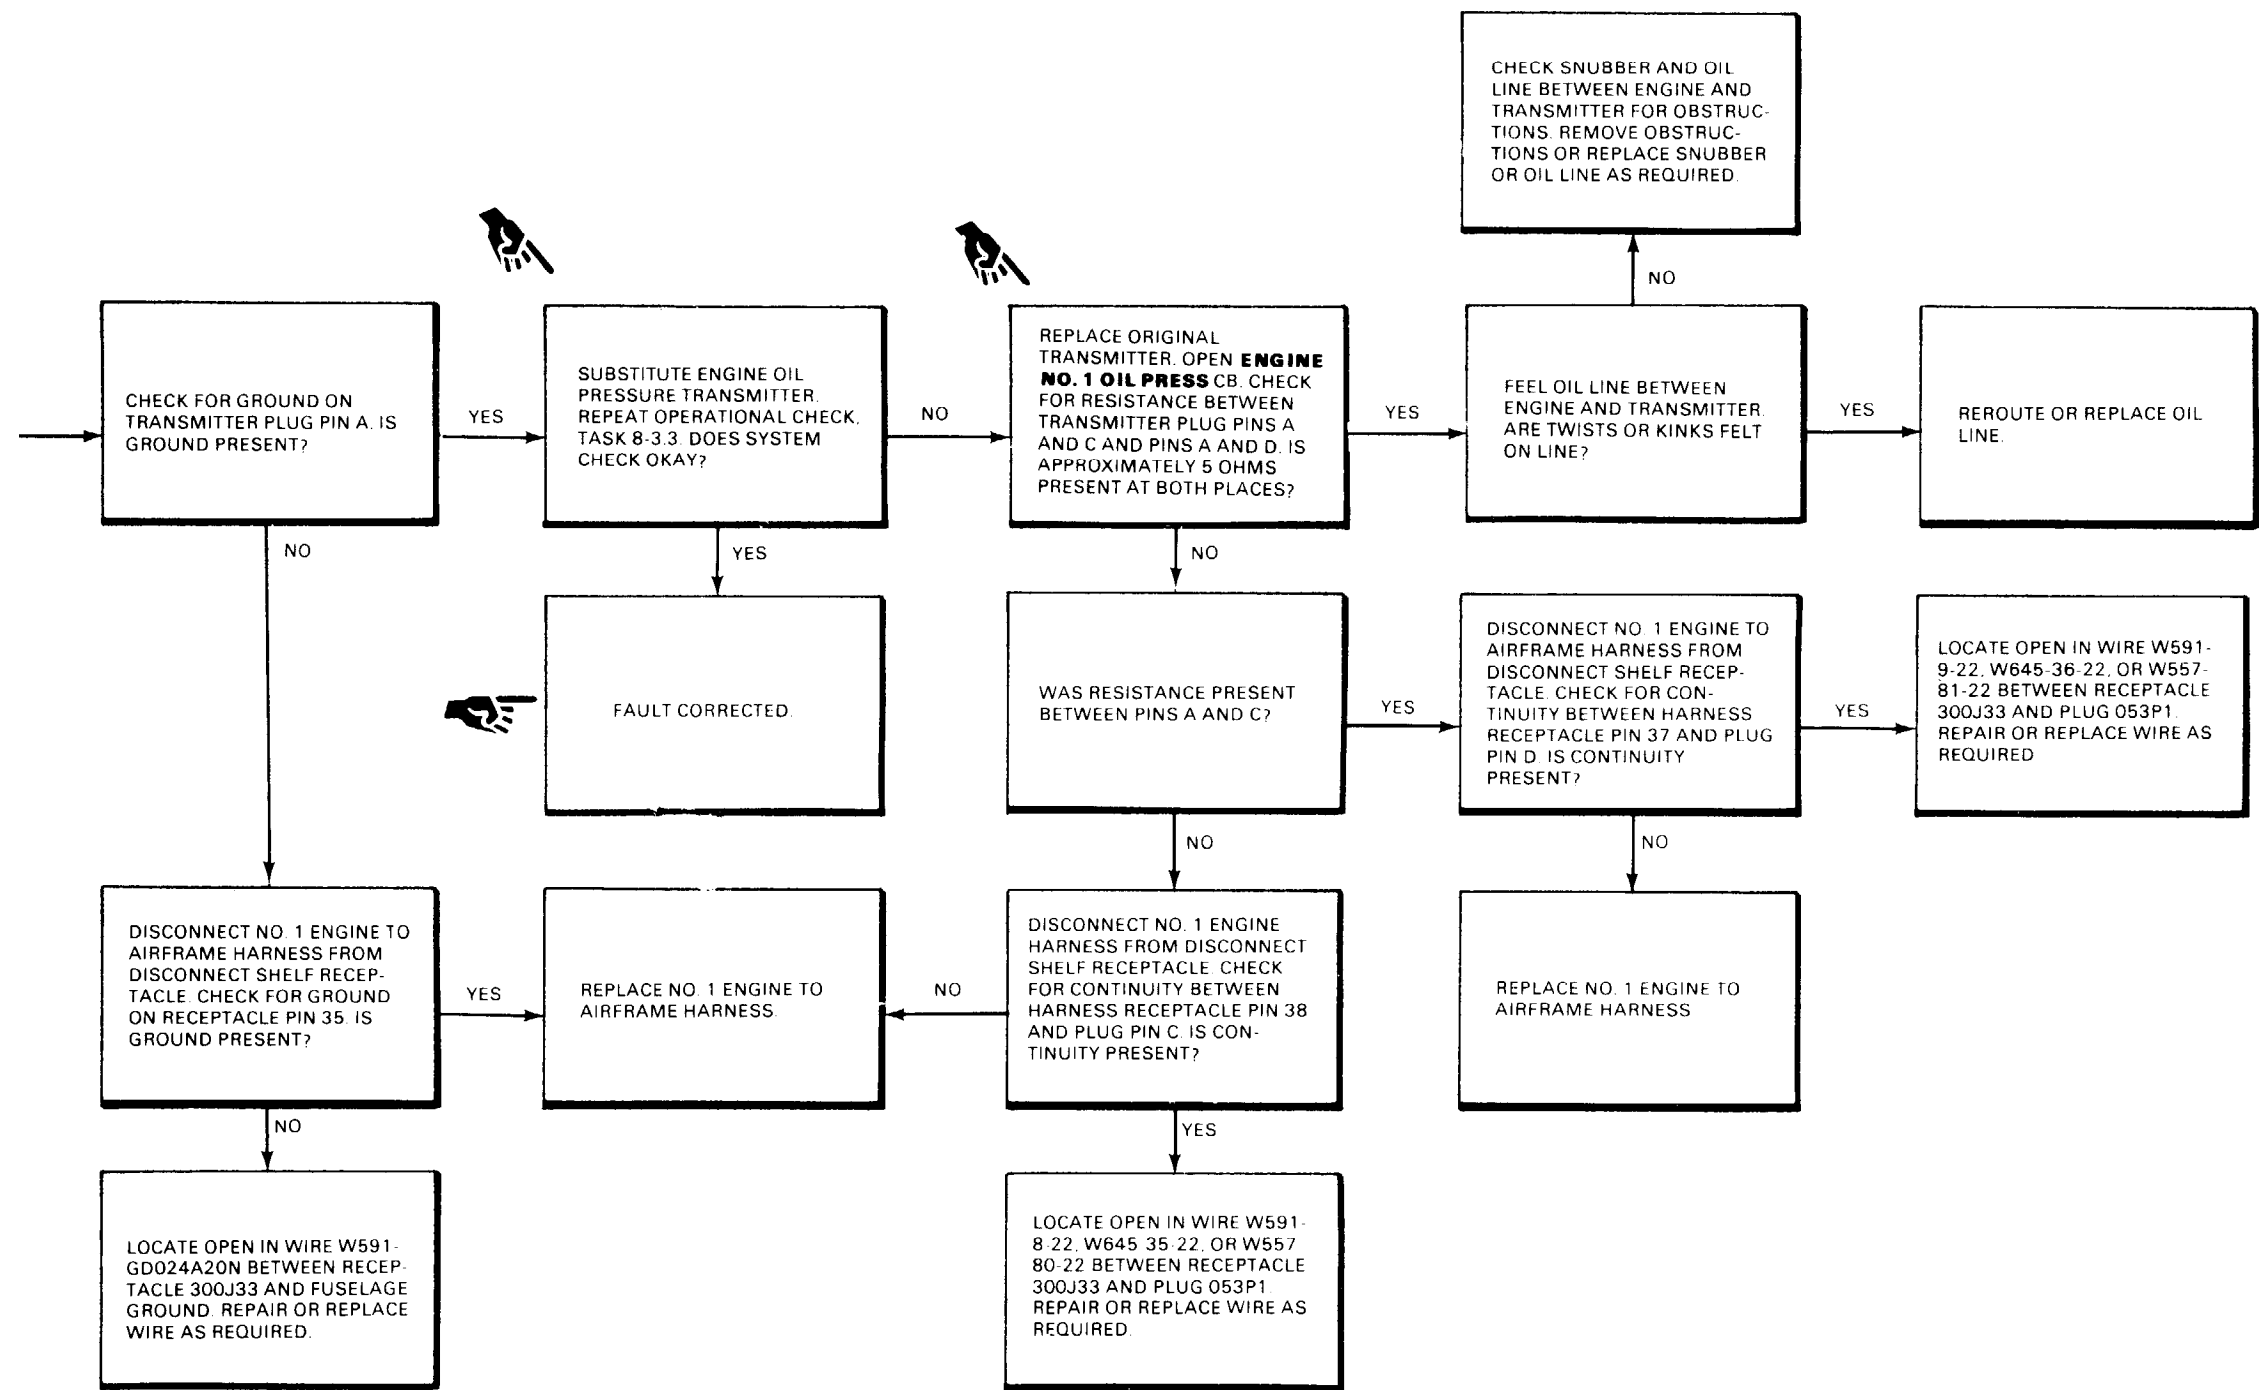 CHECK SNUBBER AND OIL
LINE BETWEEN ENGINE AND
TRANSMITTER FOR OBSTRUC-
TIONS. REMOVE OBSTRUC-
TIONS OR REPLACE SNUBBER
OR OIL LINE AS REQUIRED.
NO
CHECK FOR GROUND ON
TRANSMITTER PLUG PIN A. IS
GROUND PRESENT?
YES
SUBSTITUTE ENGINE OIL
PRESSURE TRANSMITTER.
REPEAT OPERATIONAL CHECK,
TASK 8-3.3. DOES SYSTEM
CHECK OKAY?
NO
REPLACE ORIGINAL
TRANSMITTER. OPEN ENGINE
NO. 1 OIL PRESS CB. CHECK
FOR RESISTANCE BETWEEN
TRANSMITTER PLUG PINS A
AND C AND PINS A AND D. IS
APPROXIMATELY 5 OHMS
PRESENT AT BOTH PLACES?
YES
FEEL OIL LINE BETWEEN
ENGINE AND TRANSMITTER.
ARE TWISTS OR KINKS FELT
ON LINE?
YES
REROUTE OR REPLACE OIL
LINE.
NO
YES
NO
FAULT CORRECTED.
WAS RESISTANCE PRESENT
BETWEEN PINS A AND C?
YES
DISCONNECT NO. 1 ENGINE TO
AIRFRAME HARNESS FROM
DISCONNECT SHELF RECEP-
TACLE. CHECK FOR CON-
TINUITY BETWEEN HARNESS
RECEPTACLE PIN 37 AND PLUG
PIN D. IS CONTINUITY
PRESENT?
YES
LOCATE OPEN IN WIRE W591-
9-22, W645-36-22, OR W557-
81-22 BETWEEN RECEPTACLE
300J33 AND PLUG 053P1.
REPAIR OR REPLACE WIRE AS
REQUIRED
NO
NO
DISCONNECT NO. 1 ENGINE TO
AIRFRAME HARNESS FROM
DISCONNECT SHELF RECEP-
TACLE. CHECK FOR GROUND
ON RECEPTACLE PIN 35. IS
GROUND PRESENT?
YES
REPLACE NO. 1 ENGINE TO
AIRFRAME HARNESS.
NO
DISCONNECT NO. 1 ENGINE
HARNESS FROM DISCONNECT
SHELF RECEPTACLE. CHECK
FOR CONTINUITY BETWEEN
HARNESS RECEPTACLE PIN 38
AND PLUG PIN C. IS CON-
TINUITY PRESENT?
REPLACE NO. 1 ENGINE TO
AIRFRAME HARNESS
NO
YES
LOCATE OPEN IN WIRE W591-
GD024A20N BETWEEN RECEP-
TACLE 300J33 AND FUSELAGE
GROUND. REPAIR OR REPLACE
WIRE AS REQUIRED.
LOCATE OPEN IN WIRE W591-
8-22, W645 35-22, OR W557
80-22 BETWEEN RECEPTACLE
300J33 AND PLUG 053P1.
REPAIR OR REPLACE WIRE AS
REQUIRED.